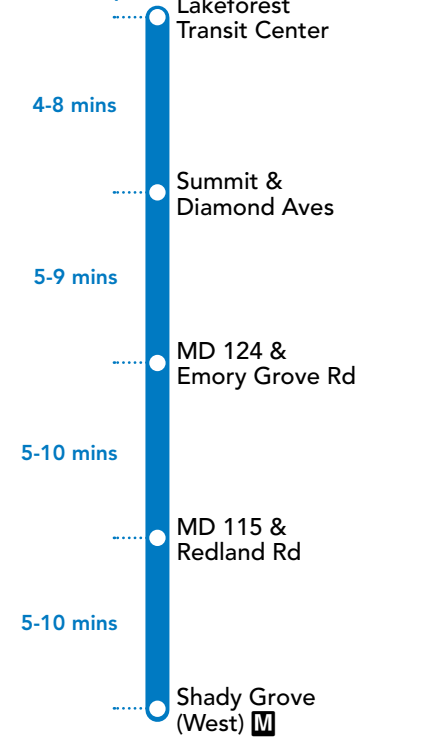 Lakeforest
Transit Center
4-8 mins
Summit &
Diamond Aves
5-9 mins
MD 124 &
Emory Grove Rd
5-10 mins
MD 115 &
Redland Rd
5-10 mins
Shady Grove
(West) M